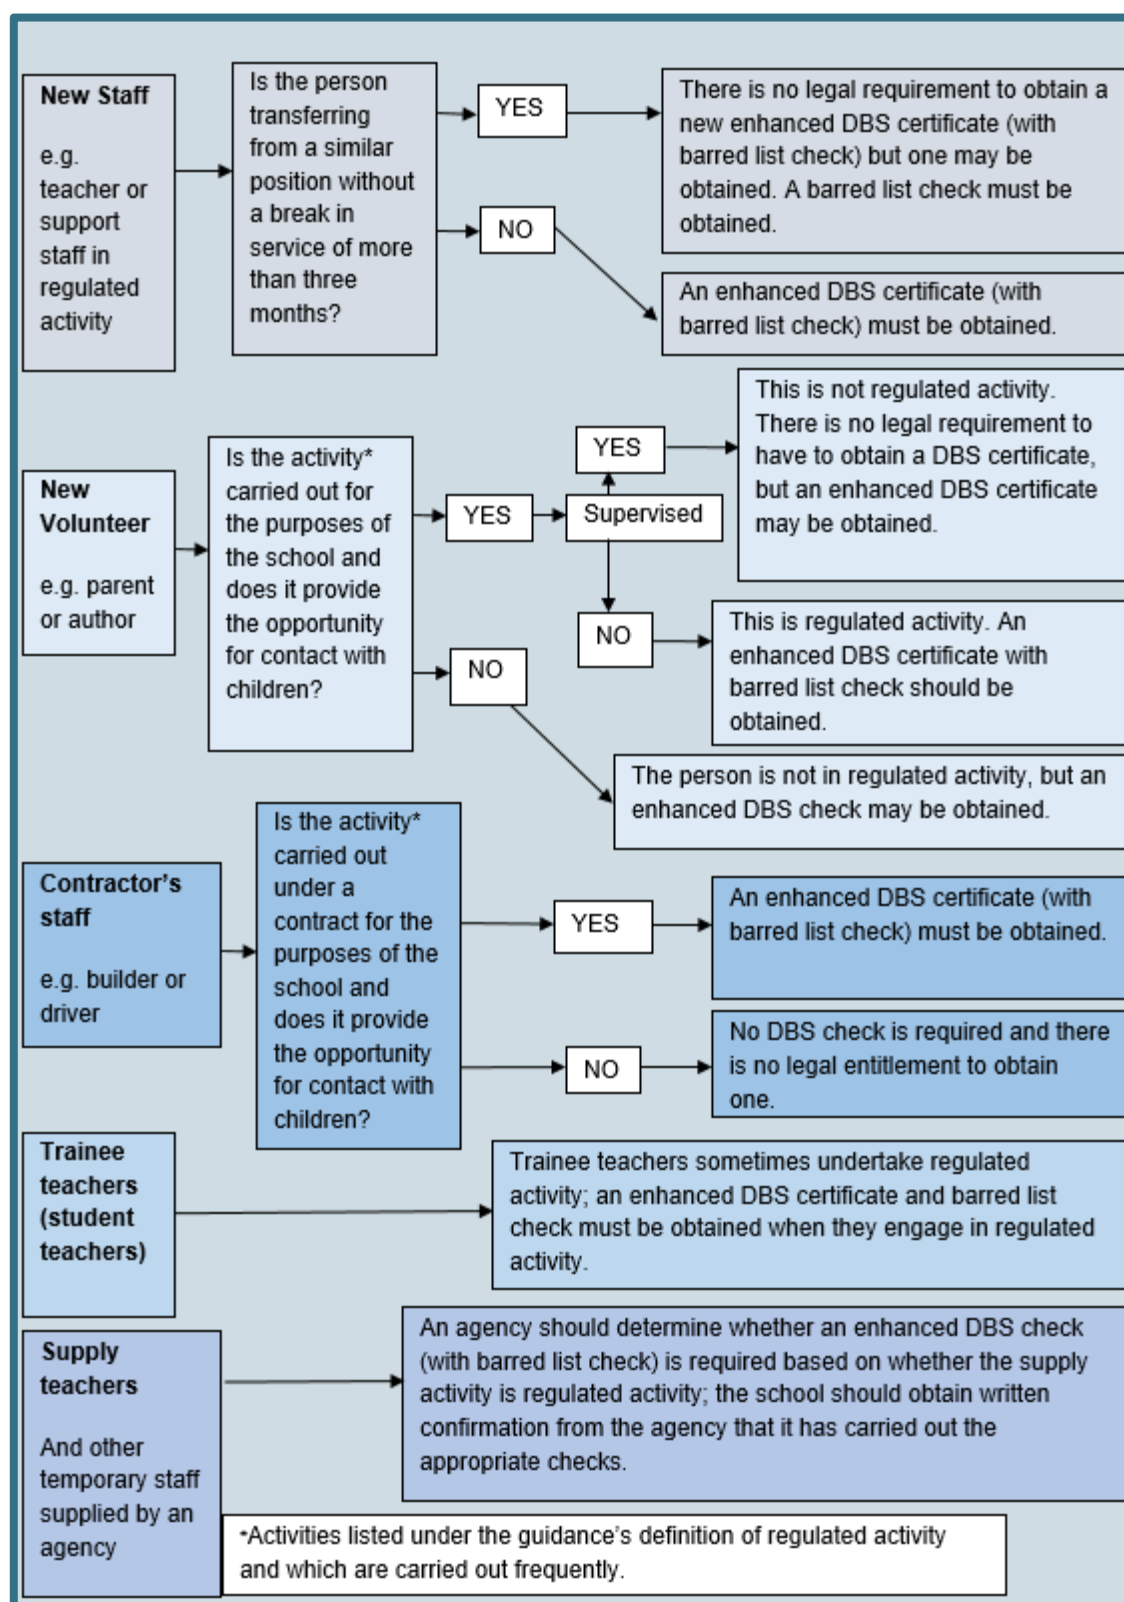 New Staff
e.g.
teacher or
support
staff in
regulated
activity
Is the person
transferring
from a similar
position without
a break in
service of more
than three
months?
YES
There is no legal requirement to obtain a
new enhanced DBS certificate (with
barred list check) but one may be
obtained. A barred list check must be
obtained.
NO
An enhanced DBS certificate (with
barred list check) must be obtained.
New
Volunteer
e.g. parent
or author
Is the activity*
carried out for
the purposes of
the school and
does it provide
the opportunity
for contact with
children?
YES
Supervised
YES
This is not regulated activity.
There is no legal requirement to
have to obtain a DBS certificate,
but an enhanced DBS certificate
may be obtained.
NO
This is regulated activity. An
enhanced DBS certificate with
barred list check should be
obtained.
NO
The person is not in regulated activity, but an
enhanced DBS check may be obtained.
Contractor’s
staff
e.g. builder or
driver
Is the activity*
carried out
under a
contract for the
purposes of the
school and
does it provide
the opportunity
for contact with
children?
YES
An enhanced DBS certificate (with
barred list check) must be obtained.
NO
No DBS check is required and there
is no legal entitlement to obtain
one.
Trainee
teachers
(student
teachers)
Trainee teachers sometimes undertake regulated
activity; an enhanced DBS certificate and barred list
check must be obtained when they engage in regulated
activity.
Supply
teachers
And other
temporary staff
supplied by an
agency
An agency should determine whether an enhanced DBS check
(with barred list check) is required based on whether the supply
activity is regulated activity; the school should obtain written
confirmation from the agency that it has carried out the
appropriate checks.
*Activities listed under the guidance’s definition of regulated activity
and which are carried out frequently.